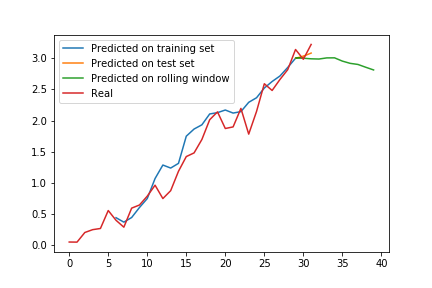 Predicted on training set
Predicted on test set
Predicted on rolling window
Real
3.0
2.5
2.0
1.5
1.0
0.5
0.0
0 5 10 15 20 25 30 35 40